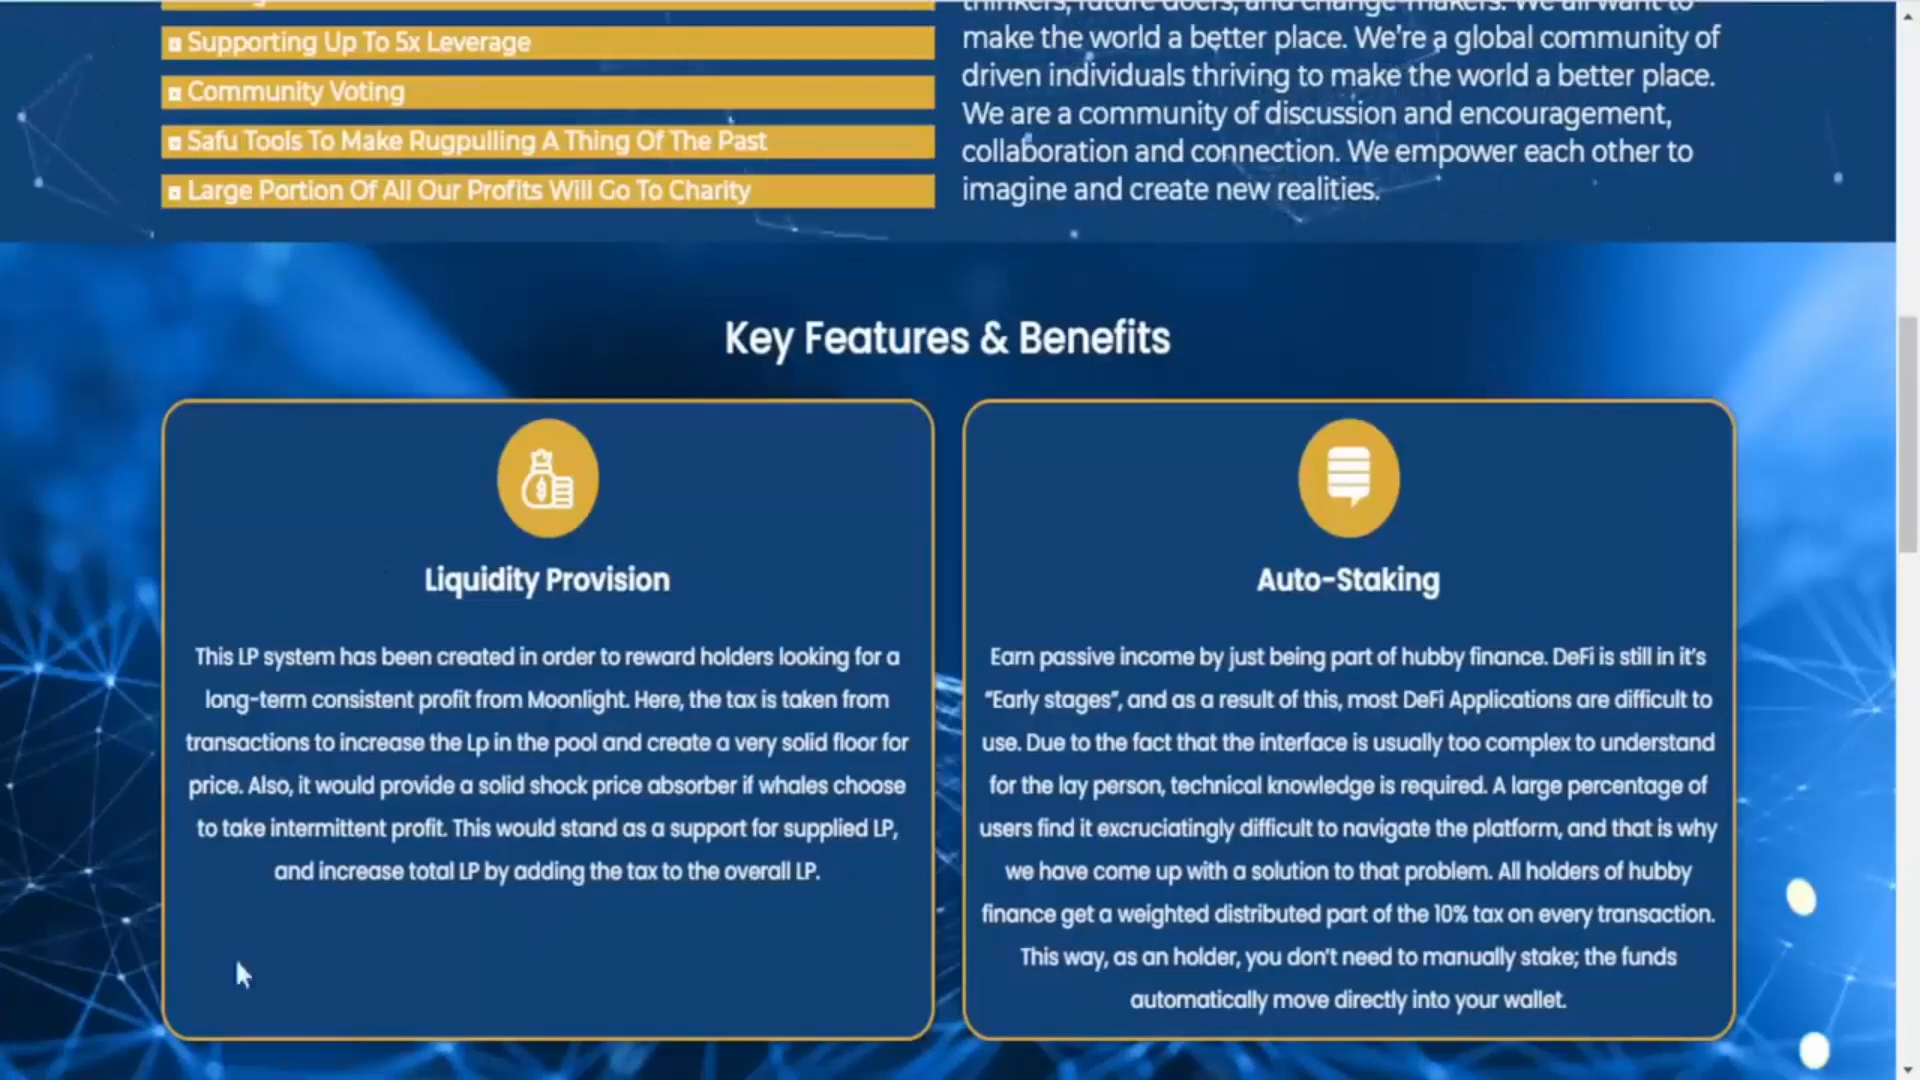 Supporting Up To 5x Leverage
Community Voting
Safu Tools To Make Rugpulling A Thing Of The Past
Large Portion Of All Our Profits Will Go To Charity
thinkers, future doers, and change-makers. We all want to
make the world a better place. We're a global community of
driven individuals thriving to make the world a better place.
We are a community of discussion and encouragement,
collaboration and connection. We empower each other to
imagine and create new realities.
Key Features & Benefits
Liquidity Provision
This LP system has been created in order to reward holders looking for a
long-term consistent profit from Moonlight. Here, the tax is taken from
transactions to increase the Lp in the pool and create a very solid floor for
price. Also, it would provide a solid shock price absorber if whales choose
to take intermittent profit. This would stand as a support for supplied LP,
and increase total LP by adding the tax to the overall LP.
Auto-Staking
Earn passive income by just being part of hubby finance. DeFi is still in it's
“Early stages”, and as a result of this, most DeFi Applications are difficult to
use. Due to the fact that the interface is usually too complex to understand
for the lay person, technical knowledge is required. A large percentage of
users find it excruciatingly difficult to navigate the platform, and that is why
we have come up with a solution to that problem. All holders of hubby
finance get a weighted distributed part of the 10% tax on every transaction.
This way, as an holder, you don't need to manually stake; the funds
automatically move directly into your wallet.